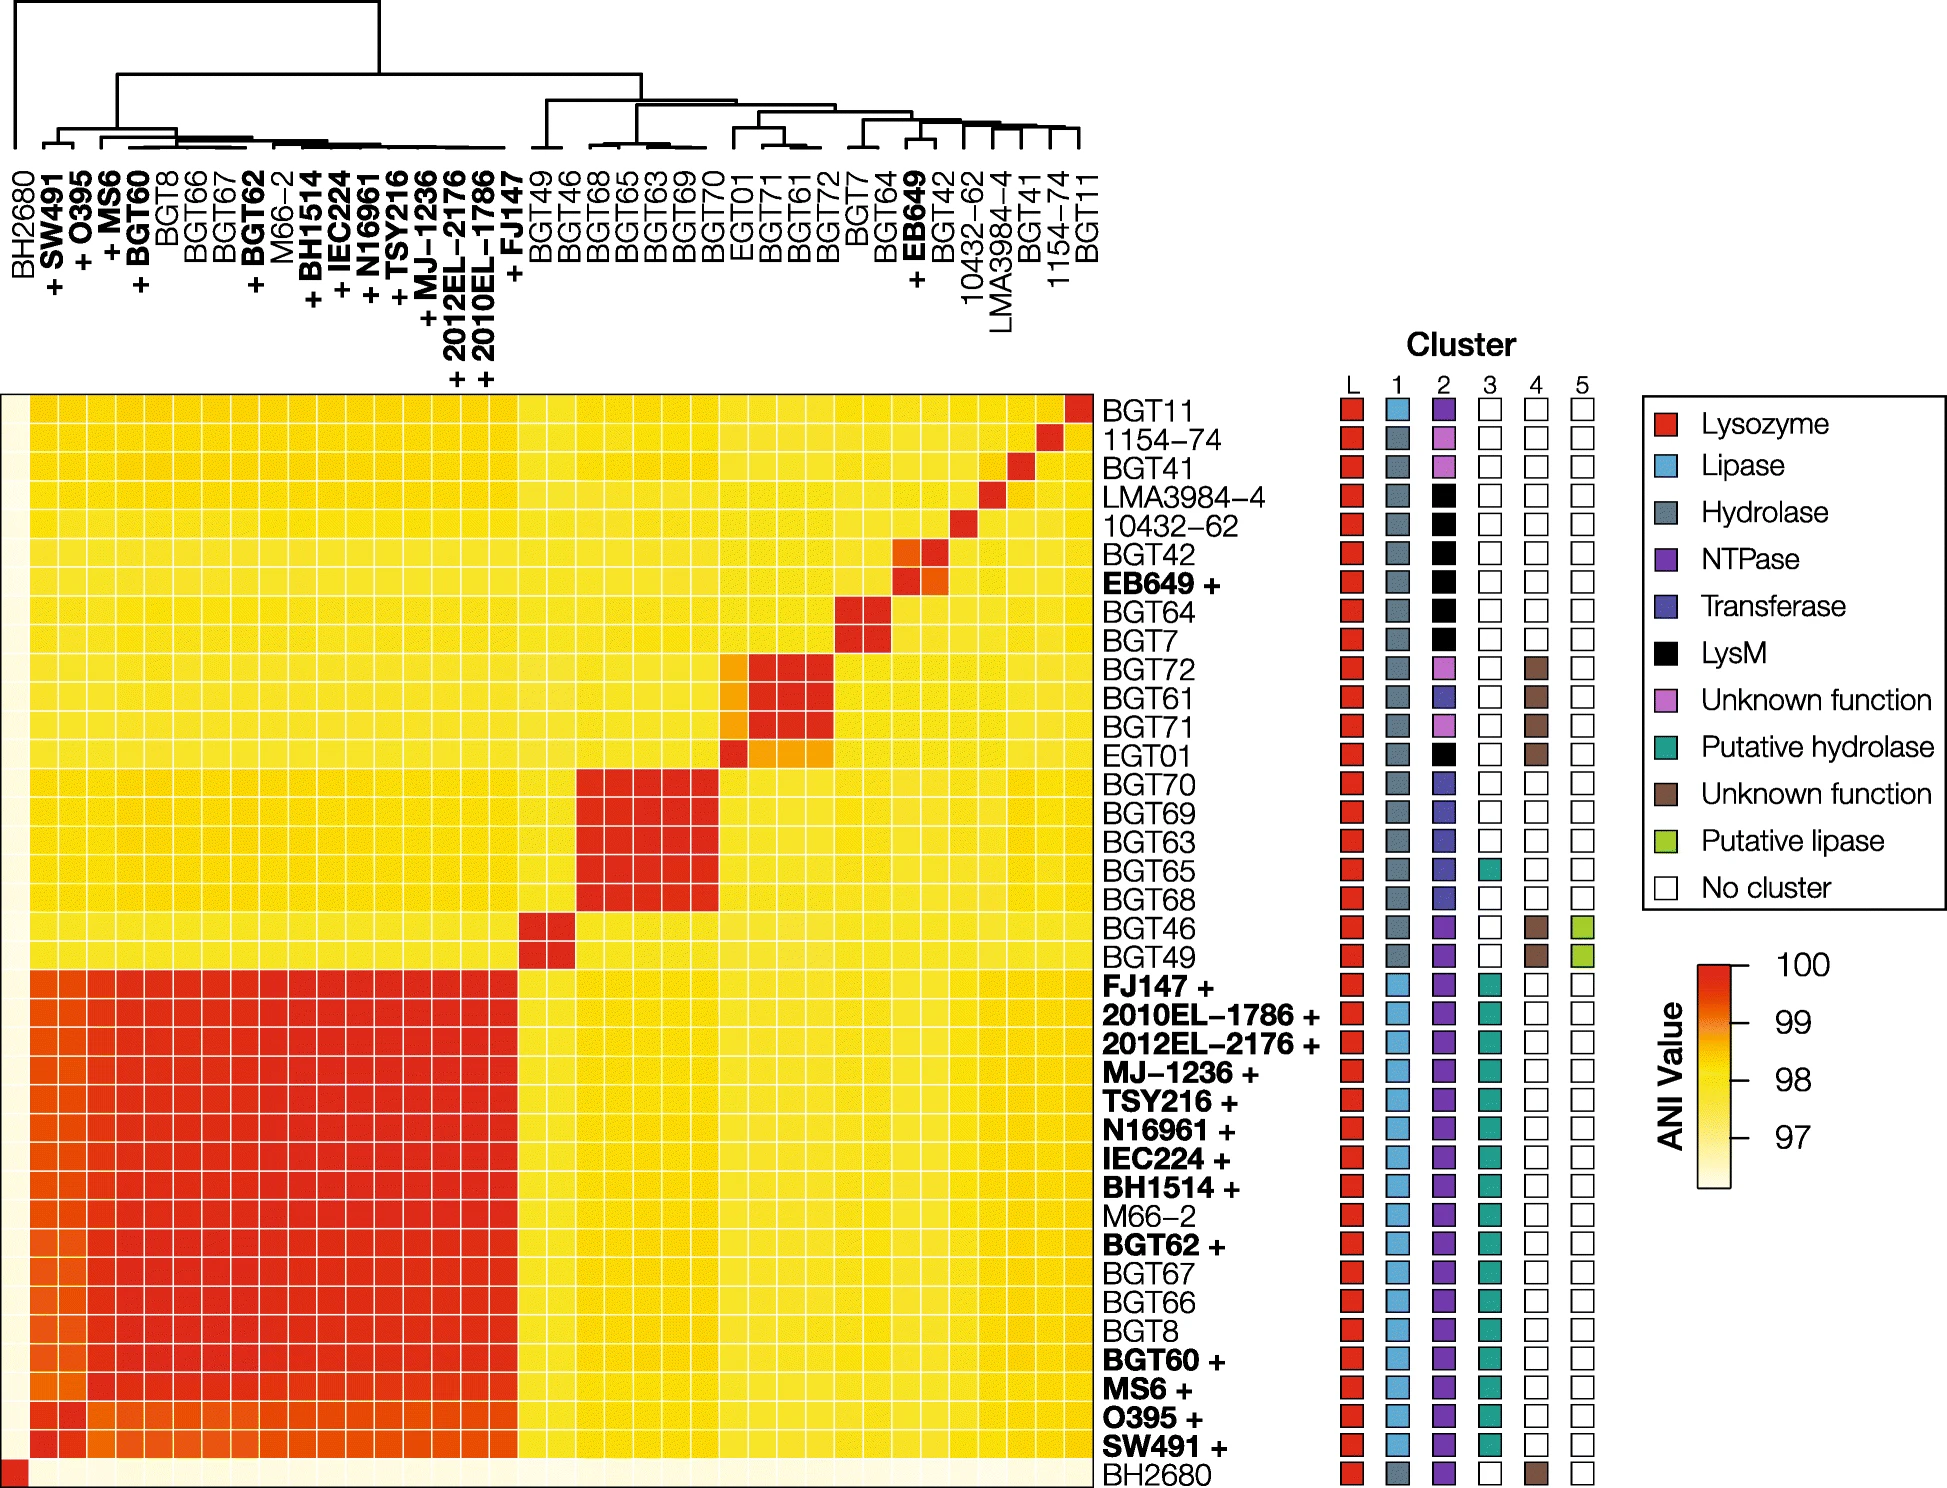 BH2680
+ SW491
+ O395
+ MS6
+ BGT60
BGT8
BGT66
BGT67
+ BGT62
M66–2
+ BH1514
+ IEC224
+ N16961
+ TSY216
+ MJ–1236
+ 2012EL–2176
+ 2010EL–1786
+ FJ147
BGT49
BGT46
BGT68
BGT65
BGT63
BGT69
BGT70
EGT01
BGT71
BGT61
BGT72
BGT7
BGT64
+ EB649
BGT42
10432–62
LMA3984–4
BGT41
1154–74
BGT11
Cluster
L 1 2 3 4 5
BGT11
1154–74
BGT41
LMA3984–4
10432–62
BGT42
EB649 +
BGT64
BGT7
BGT72
BGT61
BGT71
EGT01
BGT70
BGT69
BGT63
BGT65
BGT68
BGT46
BGT49
FJ147 +
2010EL–1786 +
2012EL–2176 +
MJ–1236 +
TSY216 +
N16961 +
IEC224 +
BH1514 +
M66–2
BGT62 +
BGT67
BGT66
BGT8
BGT60 +
MS6 +
O395 +
SW491 +
BH2680
Lysozyme
Lipase
Hydrolase
NTPase
Transferase
LysM
Unknown function
Putative hydrolase
Unknown function
Putative lipase
No cluster
ANI Value
100
99
98
97